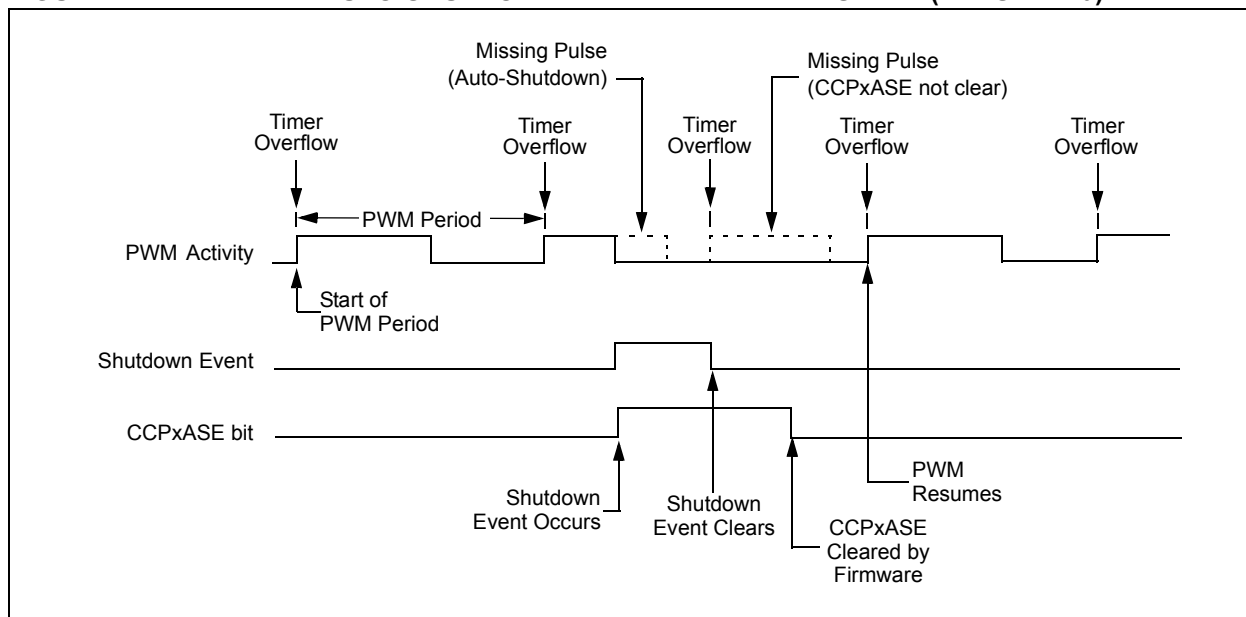 Missing Pulse
(Auto-Shutdown)
Missing Pulse
(CCPxASE not clear)
Timer
Overflow
Timer
Overflow
Timer
Overflow
Timer
Overflow
Timer
Overflow
PWM Period
PWM Activity
Start of
PWM Period
Shutdown Event
CCPxASE bit
Shutdown
Event Occurs
Shutdown
Event Clears
PWM
Resumes
CCPxASE
Cleared by
Firmware